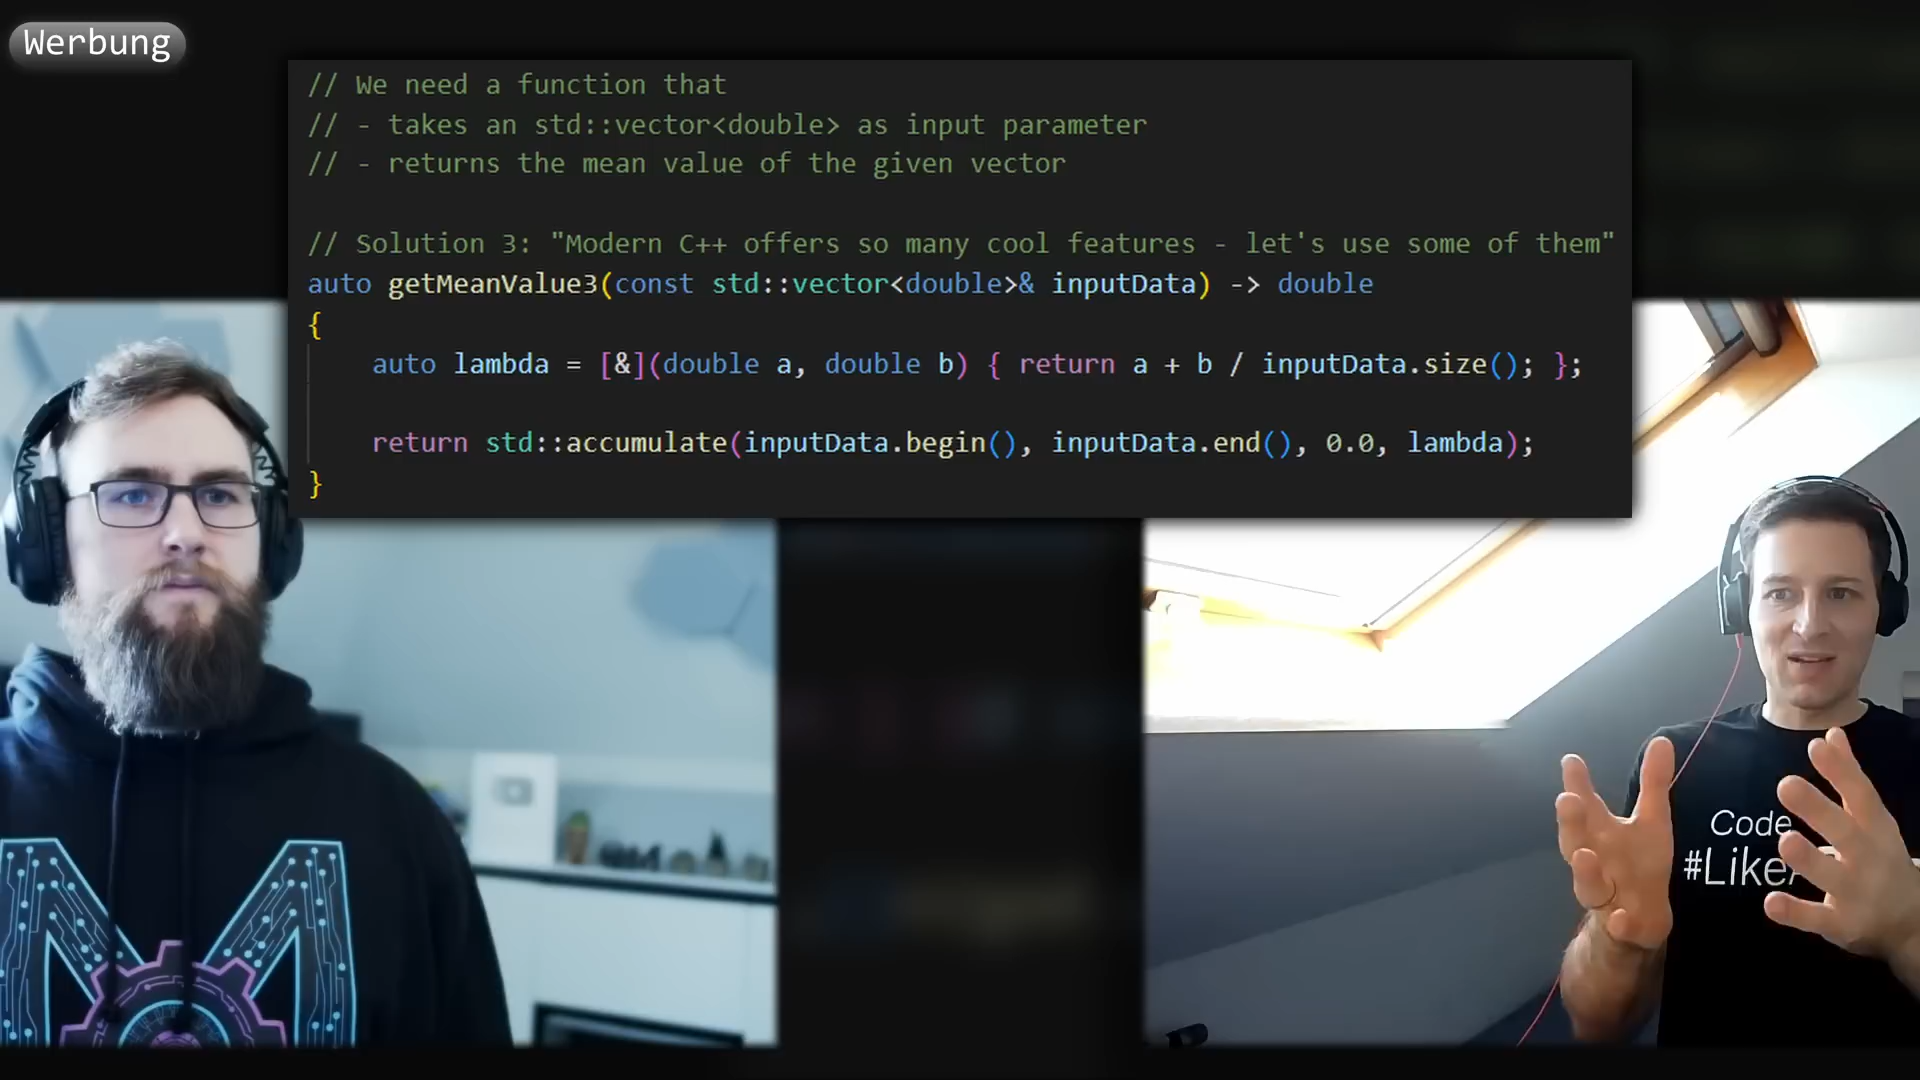 Werbung
// We need a function that
// - takes an std::vector<double> as input parameter
// - returns the mean value of the given vector
// Solution 3: "Modern C++ offers so many cool features - let's use some of them"
auto getMeanValue3(const std::vector<double>& inputData) -> double
{
auto lambda = [&](double a, double b) { return a + b / inputData.size(); };
return std::accumulate(inputData.begin(), inputData.end(), 0.0, lambda);
}
Code
#Like